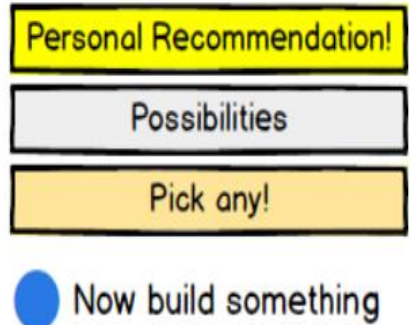 Personal Recommendation!
Possibilities
Pick any!
Now build something